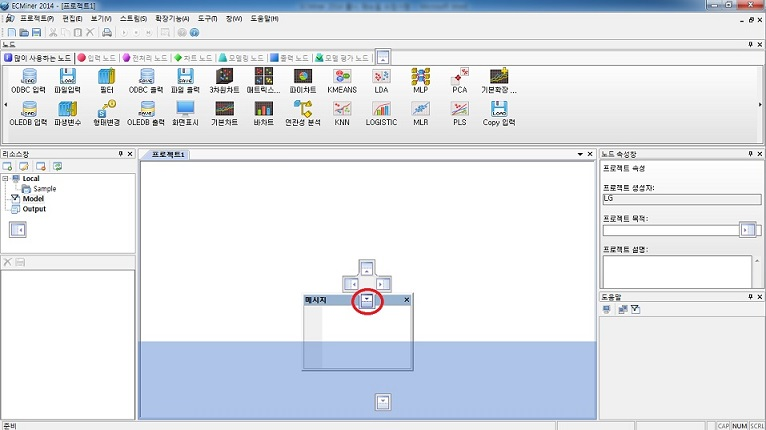 ECMiner 2014 - [프로젝트1]
프로젝트(P) 편집(E) 보기(V) 스트림(S) 확장기능(A) 도구(T) 창(W) 도움말(H)
노드
많이 사용하는 노드 입력 노드 전처리 노드 차트 노드 모델링 노드 출력 노드 모델 평가 노드
ODBC 입력 파일입력 필터 ODBC 출력 파일 출력 3차원차트 매트릭스... 파이차트 KMEANS LDA MLP PCA 기본확장 ...
OLEDB 입력 파생변수 형태변경 OLEDB 출력 화면표시 기본차트 바차트 연관성 분석 KNN LOGISTIC MLR PLS Copy 입력
리소스창
프로젝트1
노드 속성창
Local
Sample
Model
Output
프로젝트 속성
프로젝트 생성자:
LG
프로젝트 목적:
프로젝트 설명:
메시지
도움말
준비
CAP NUM SCRL